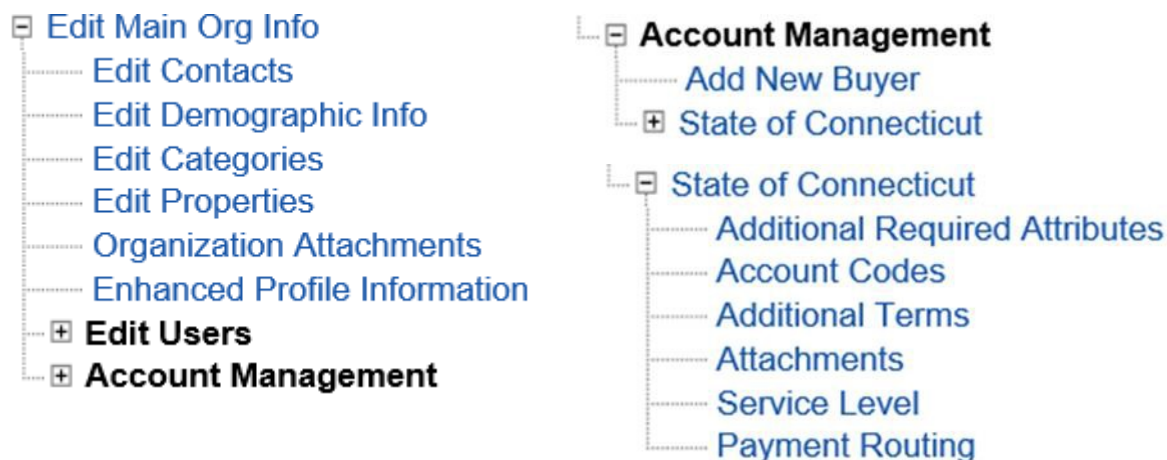 Edit Main Org Info
Edit Contacts
Edit Demographic Info
Edit Categories
Edit Properties
Organization Attachments
Enhanced Profile Information
Edit Users
Account Management
Account Management
Add New Buyer
State of Connecticut
State of Connecticut
Additional Required Attributes
Account Codes
Additional Terms
Attachments
Service Level
Payment Routing